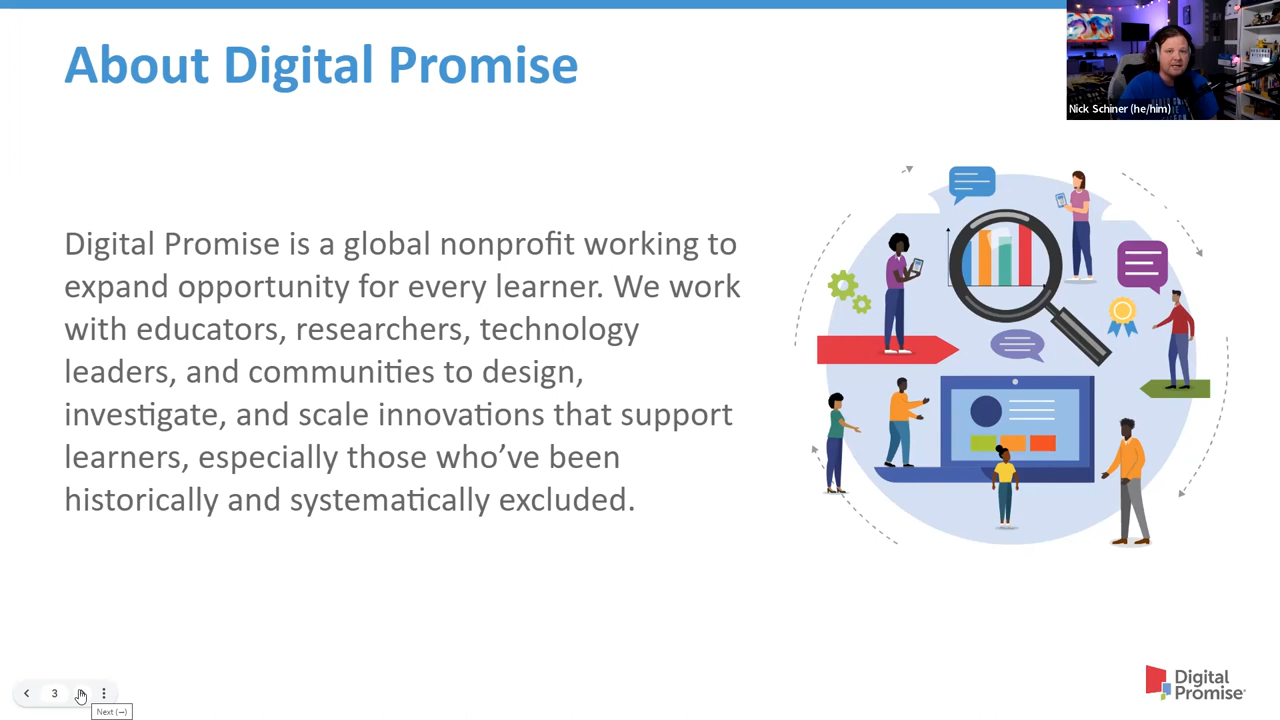 About Digital Promise
Nick Schiner (he/him)
Digital Promise is a global nonprofit working to
expand opportunity for every learner. We work
with educators, researchers, technology
leaders, and communities to design,
investigate, and scale innovations that support
learners, especially those who’ve been
historically and systematically excluded.
3
Next (→)
Digital
Promise